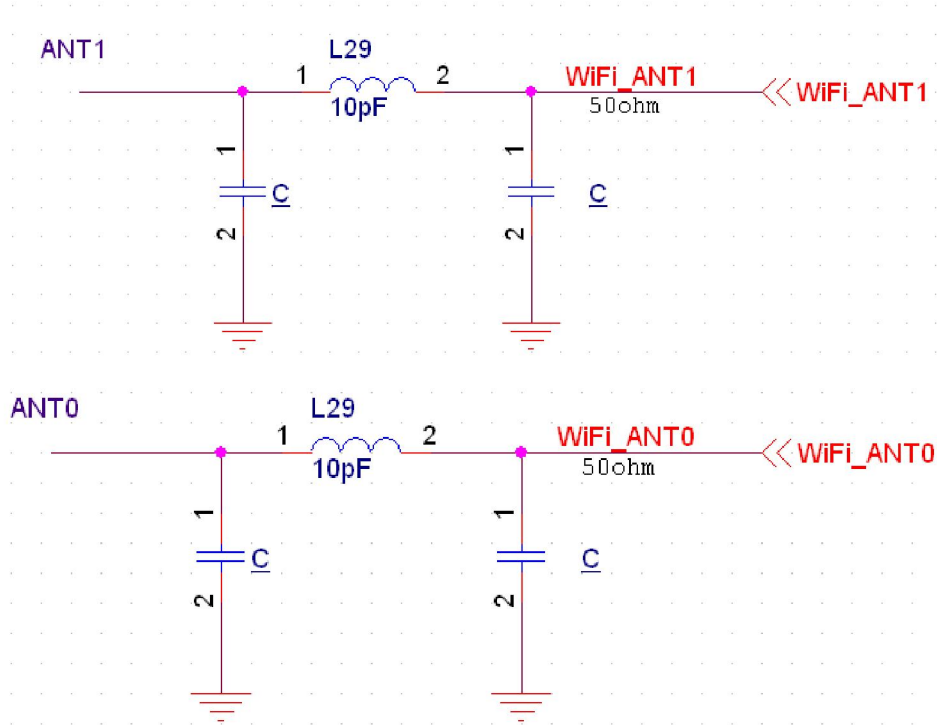 ANT1
L29
1
2
10pF
WiFi_ANT1
50ohm
WiFi_ANT1
1
C
2
1
C
2
ANT0
L29
1
2
10pF
WiFi_ANT0
50ohm
WiFi_ANT0
1
C
2
1
C
2